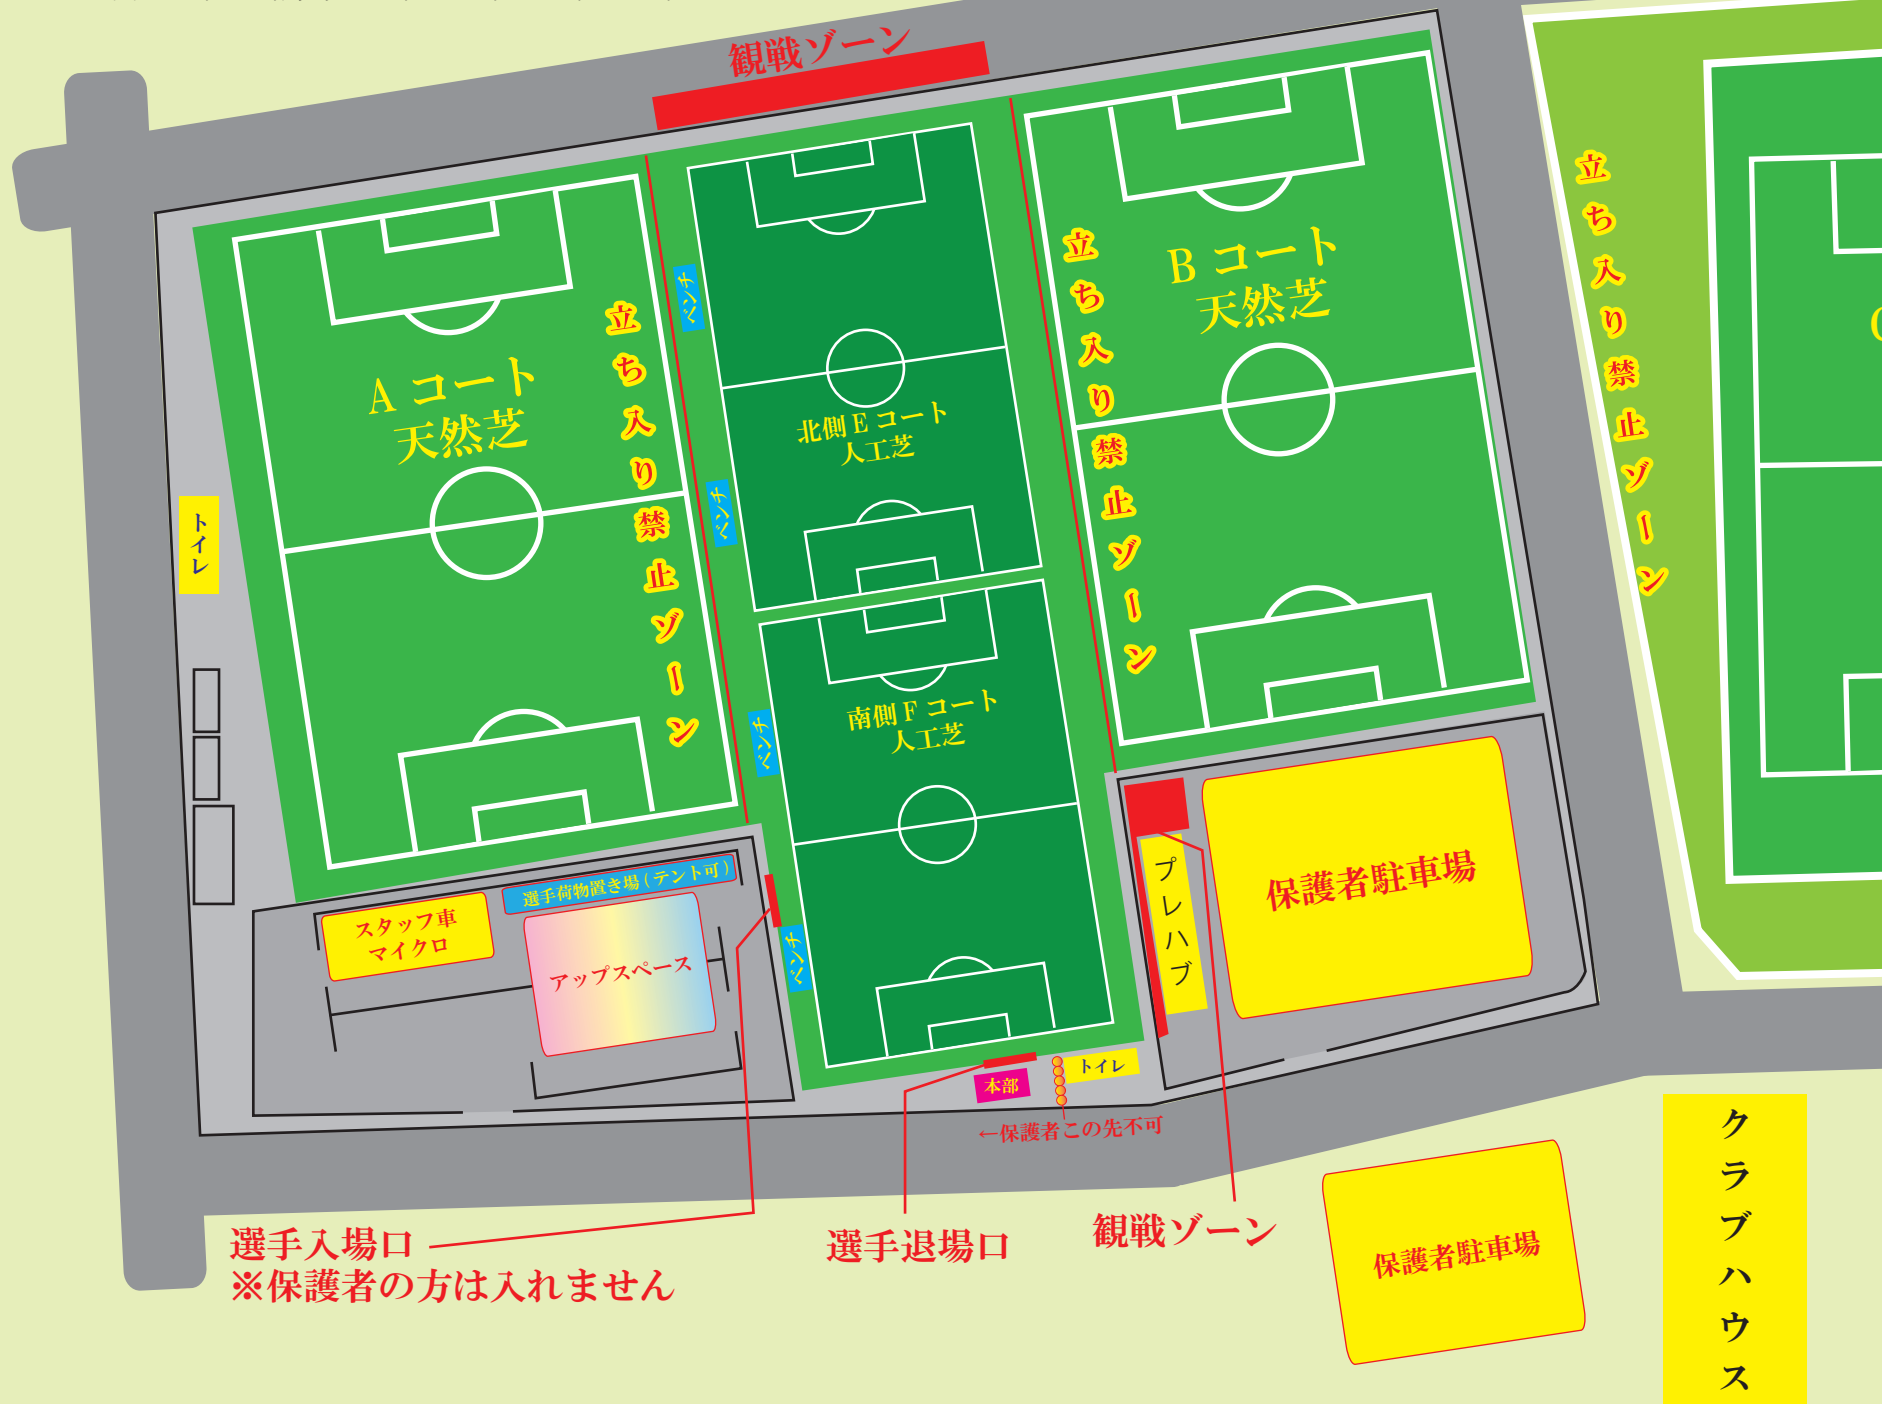 観戦ゾーン
立ち入り禁止ゾーン
B コート
天然芝
立ち入り禁止ゾーン
ベンチ
立ち入り禁止ゾーン
A コート
天然芝
北側 E コート
人工芝
ベンチ
トイレ
南側 F コート
人工芝
ベンチ
選手荷物置き場(テント可)
スタッフ車
マイクロ
アップスペース
ベンチ
プレハブ
保護者駐車場
本部
トイレ
←保護者この先不可
選手入場口
※保護者の方は入れません
選手退場口
観戦ゾーン
保護者駐車場
クラブハウス